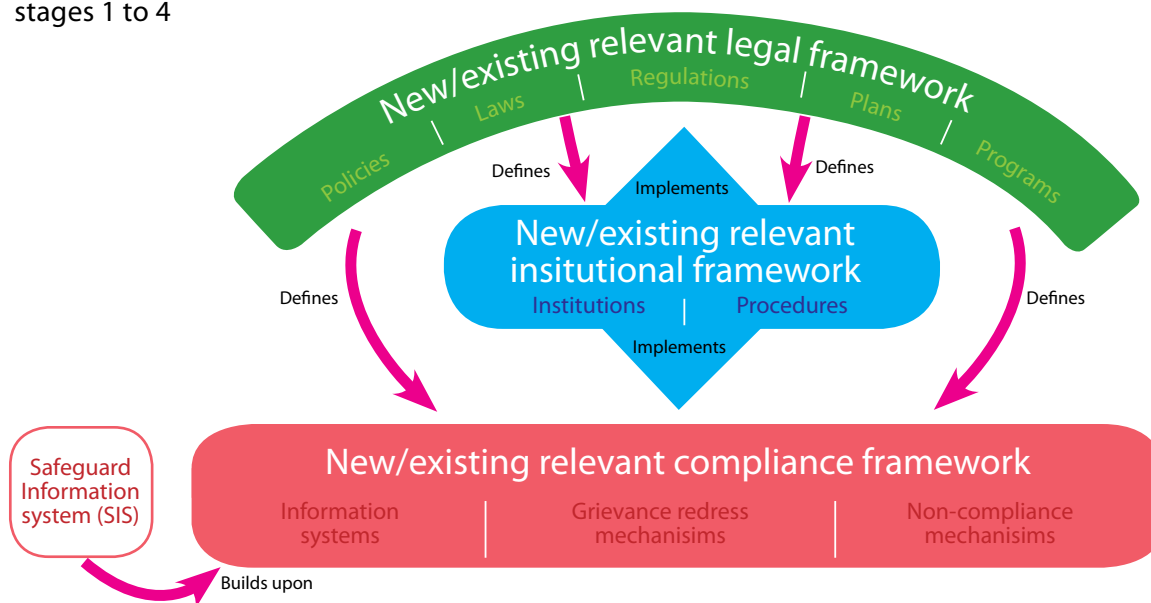 stages 1 to 4
New/existing relevant legal framework
Policies
Laws
Regulations
Plans
Programs
Defines
Implements
Defines
New/existing relevant
insitutional framework
Institutions
Procedures
Defines
Implements
Defines
New/existing relevant compliance framework
Safeguard
Information
system (SIS)
Information
systems
Grievance redress
mechanisims
Non-compliance
mechanisims
Builds upon